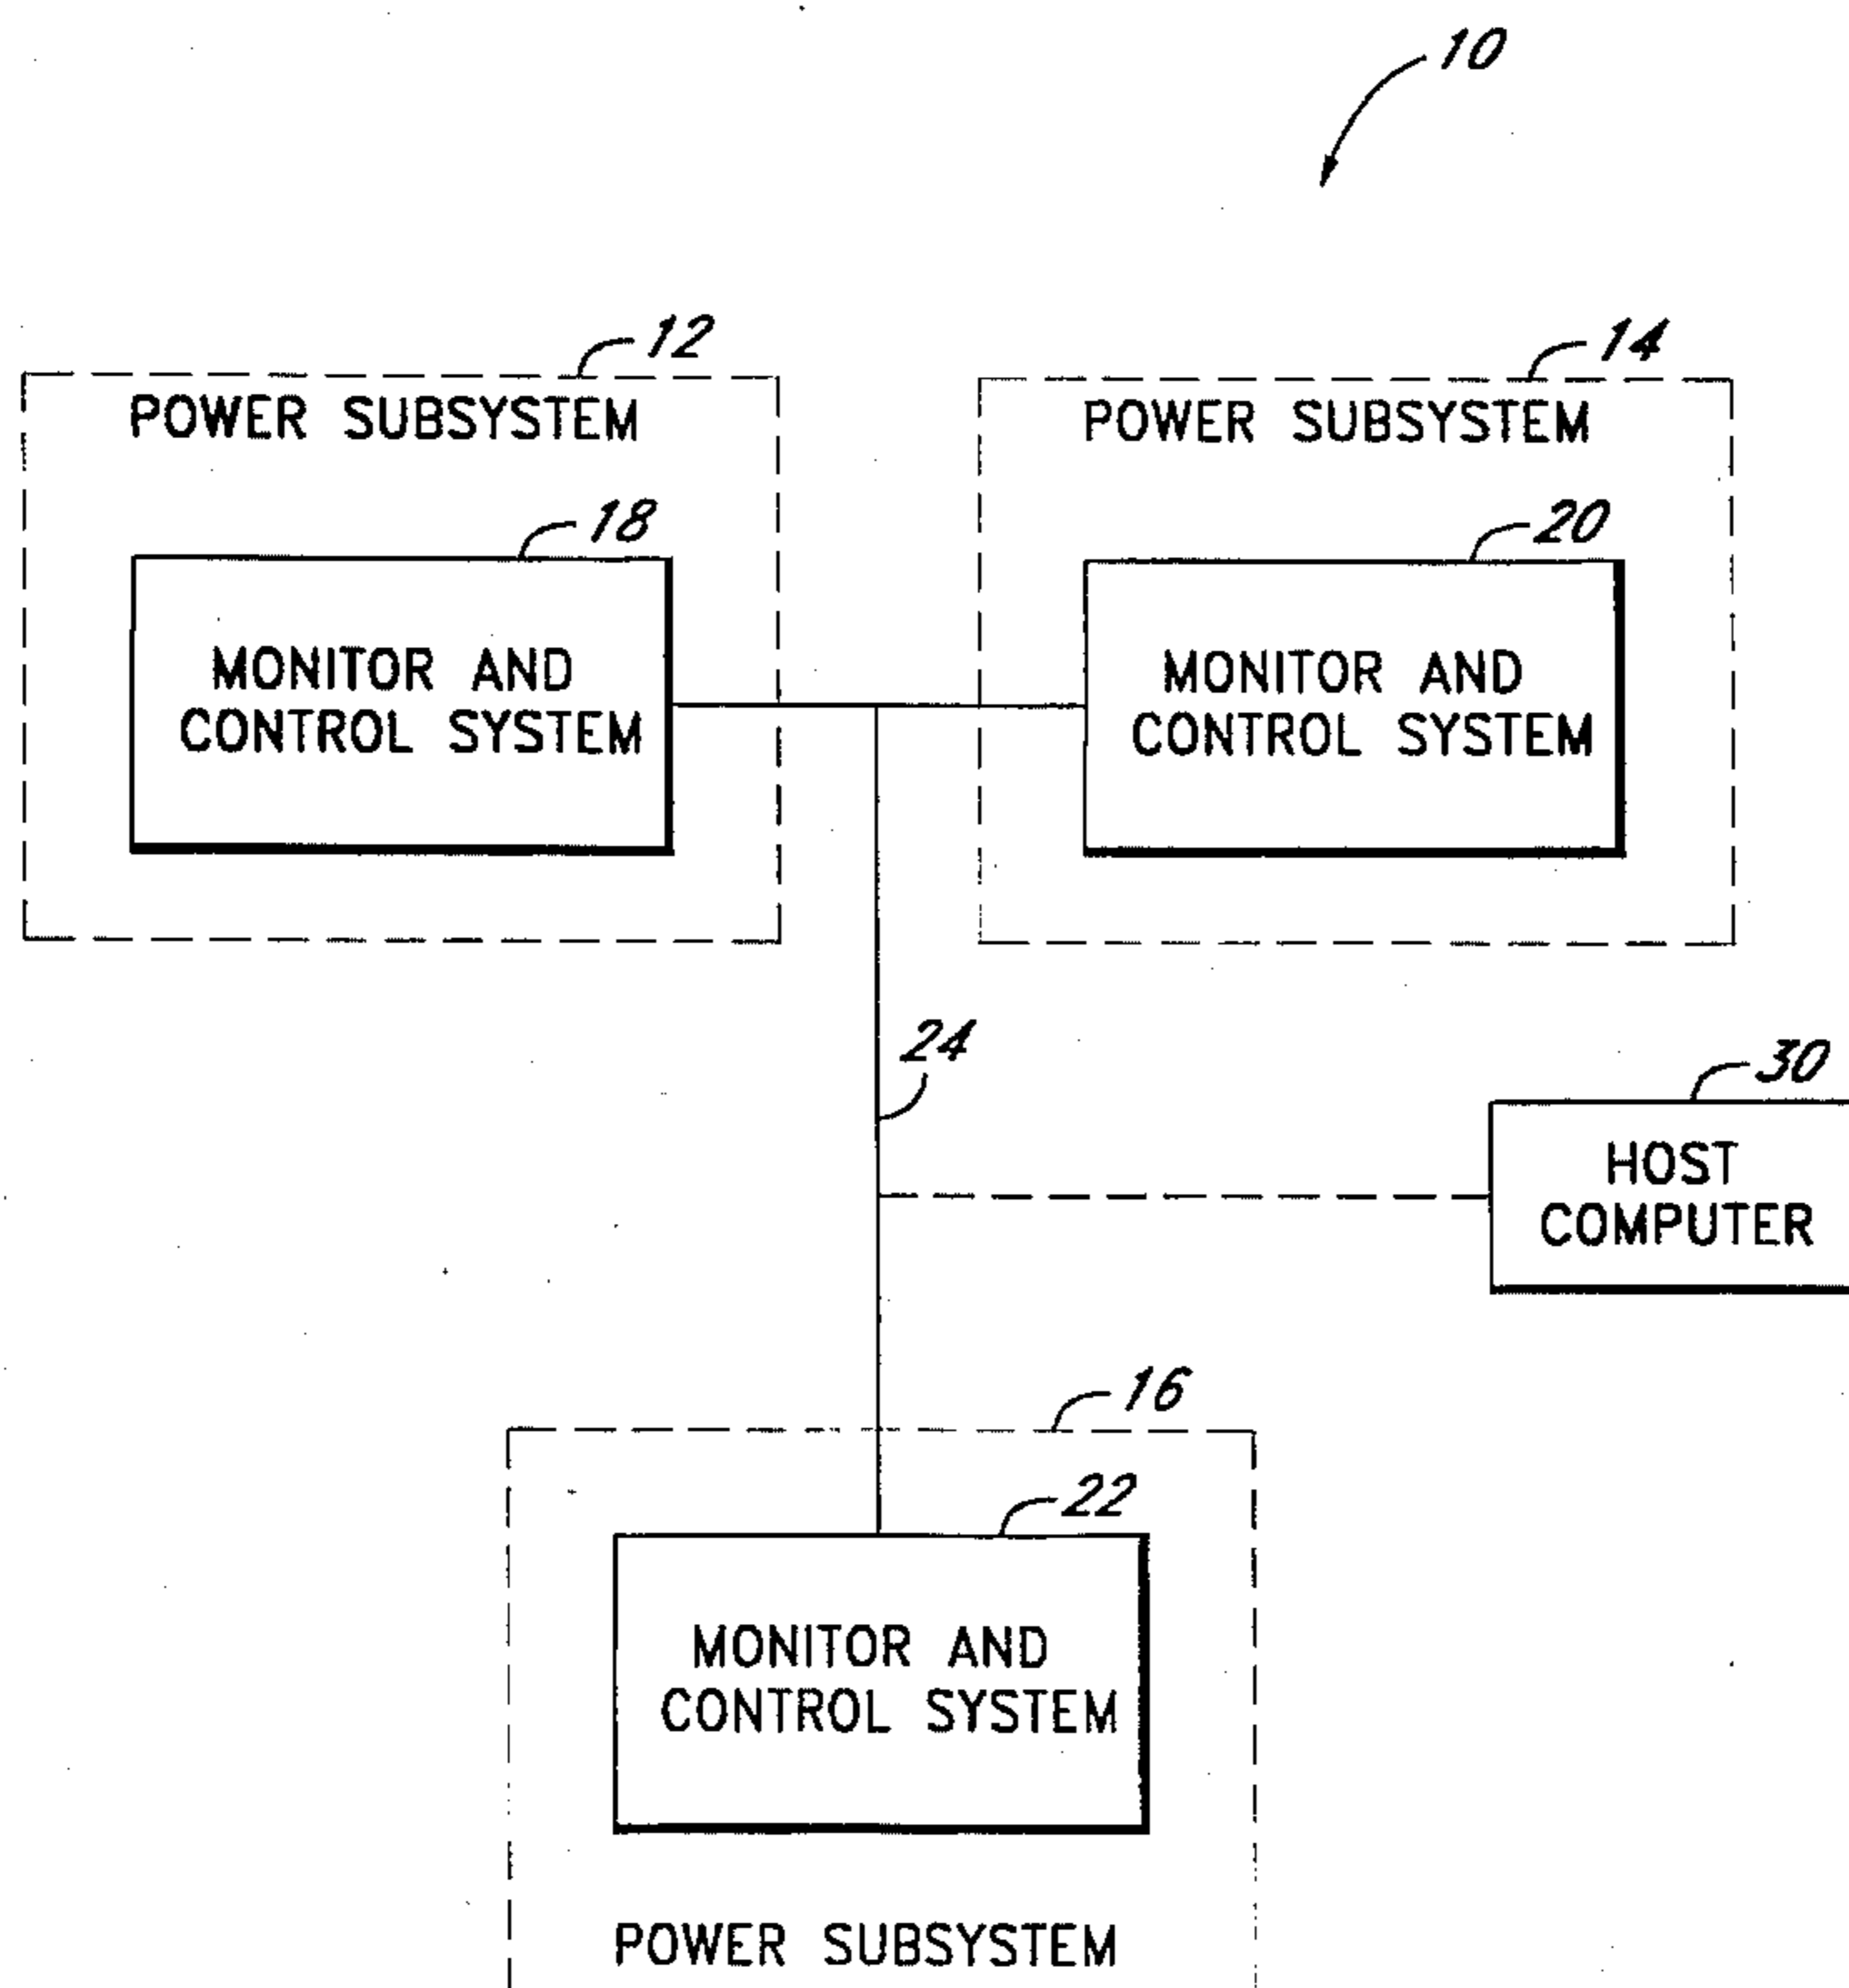 10
12
POWER SUBSYSTEM
18
MONITOR AND
CONTROL SYSTEM
14
POWER SUBSYSTEM
20
MONITOR AND
CONTROL SYSTEM
24
30
HOST
COMPUTER
16
22
MONITOR AND
CONTROL SYSTEM
POWER SUBSYSTEM